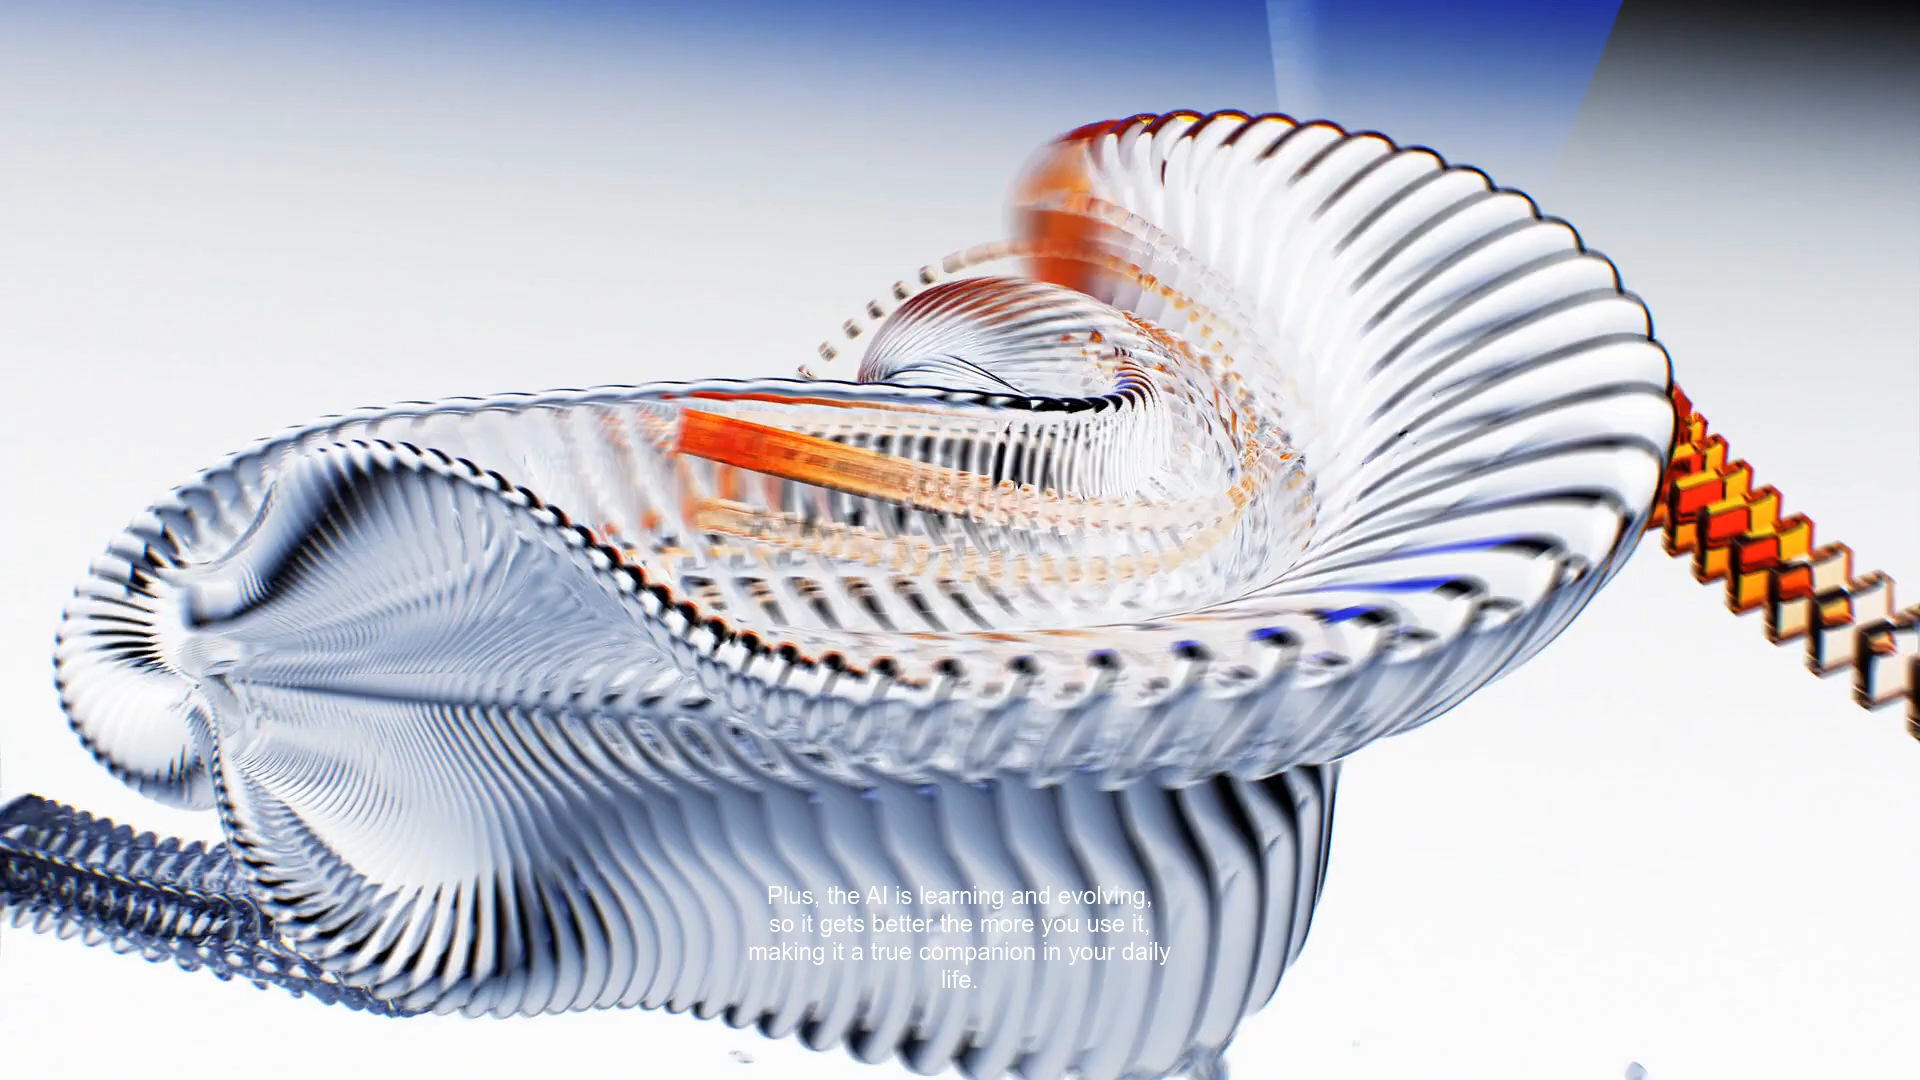 Plus, the AI is learning and evolving,
so it gets better the more you use it,
making it a true companion in your daily
life.